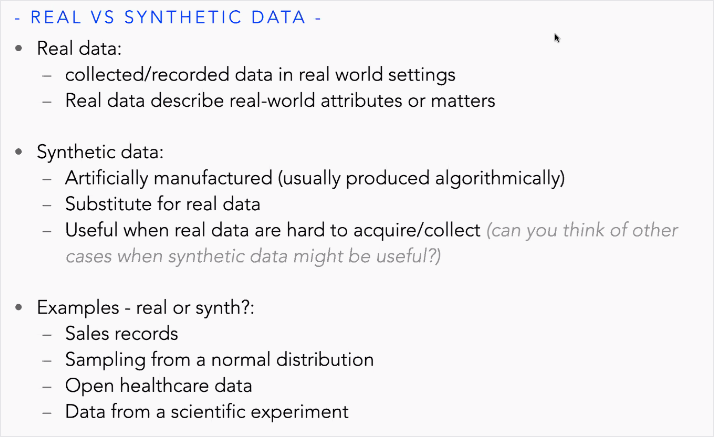 - REAL VS SYNTHETIC DATA -
• Real data:
– collected/recorded data in real world settings
– Real data describe real-world attributes or matters
• Synthetic data:
– Artificially manufactured (usually produced algorithmically)
– Substitute for real data
– Useful when real data are hard to acquire/collect (can you think of other
cases when synthetic data might be useful?)
• Examples - real or synth?:
– Sales records
– Sampling from a normal distribution
– Open healthcare data
– Data from a scientific experiment